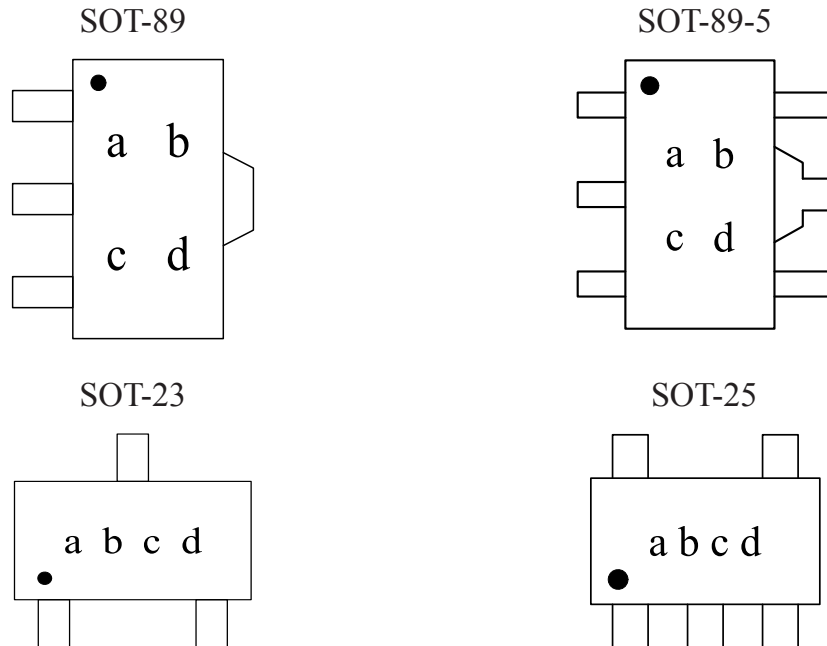 SOT-89
a b
c d
SOT-89-5
a b
c d
SOT-23
a b c d
SOT-25
a b c d